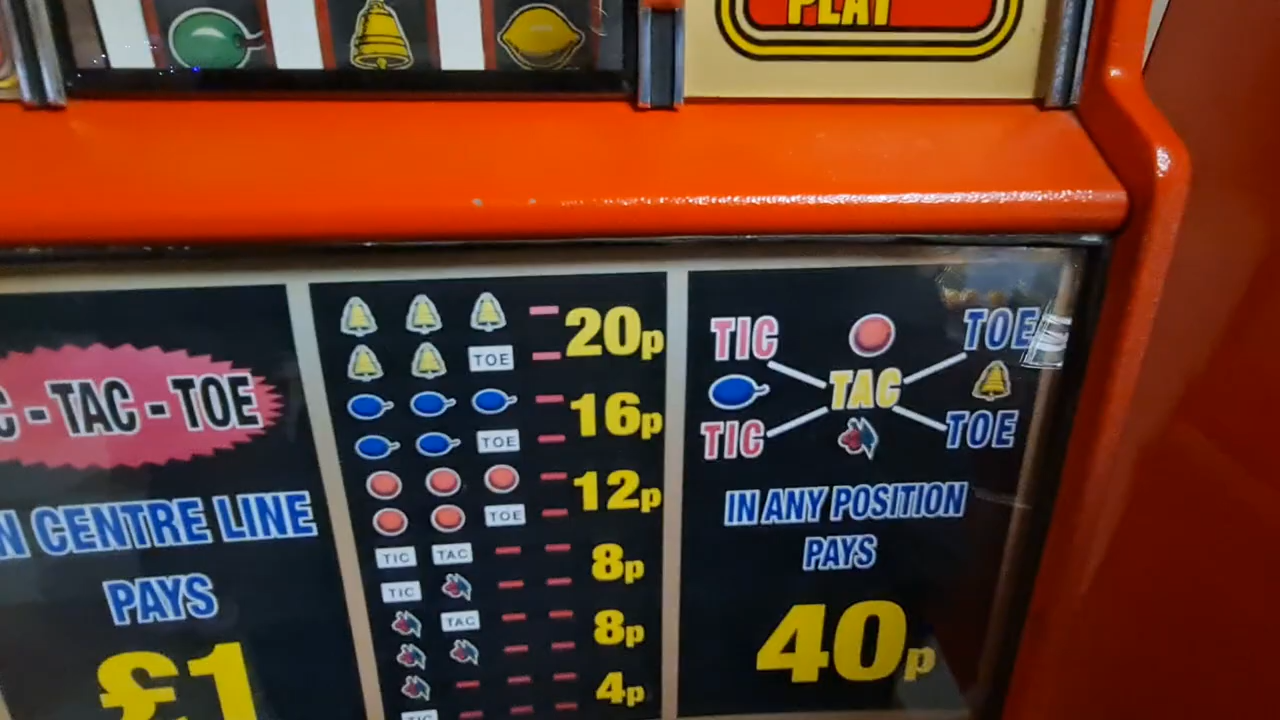 PLAY
- TAC - TOE
CENTRE LINE
PAYS
£1
20p
TOE
16p
TOE
12p
TOE
TIC TAC
8p
TIC
TAC
8p
4p
TIC
TIC TOE
TAC
TIC TOE
IN ANY POSITION
PAYS
40p